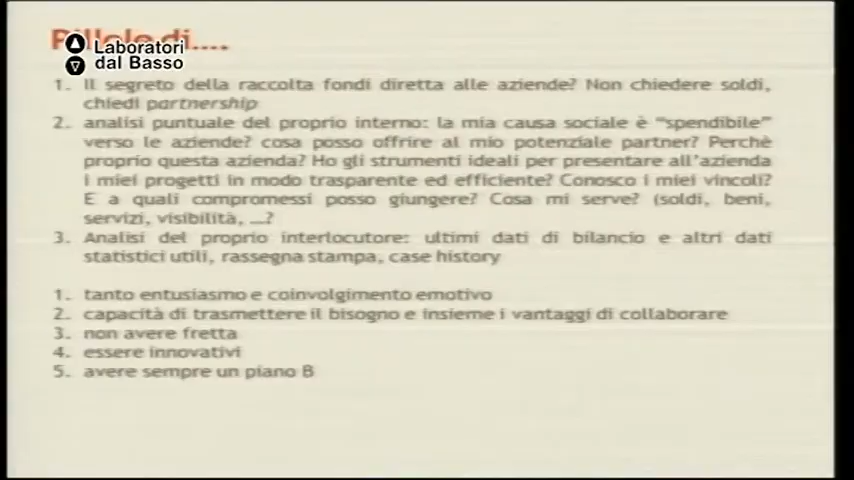 Pillole di....
Laboratori
dal Basso
1. Il segreto della raccolta fondi diretta alle aziende? Non chiedere soldi,
chiedi partnership
2. analisi puntuale del proprio interno: la mia causa sociale è “spendibile”
verso le aziende? cosa posso offrire al mio potenziale partner? Perchè
proprio questa azienda? Ho gli strumenti ideali per presentare all’azienda
i miei progetti in modo trasparente ed efficiente? Conosco i miei vincoli?
E a quali compromessi posso giungere? Cosa mi serve? (soldi, beni,
servizi, visibilità, ...?
3. Analisi del proprio interlocutore: ultimi dati di bilancio e altri dati
statistici utili, rassegna stampa, case history
1. tanto entusiasmo e coinvolgimento emotivo
2. capacità di trasmettere il bisogno e insieme i vantaggi di collaborare
3. non avere fretta
4. essere innovativi
5. avere sempre un piano B